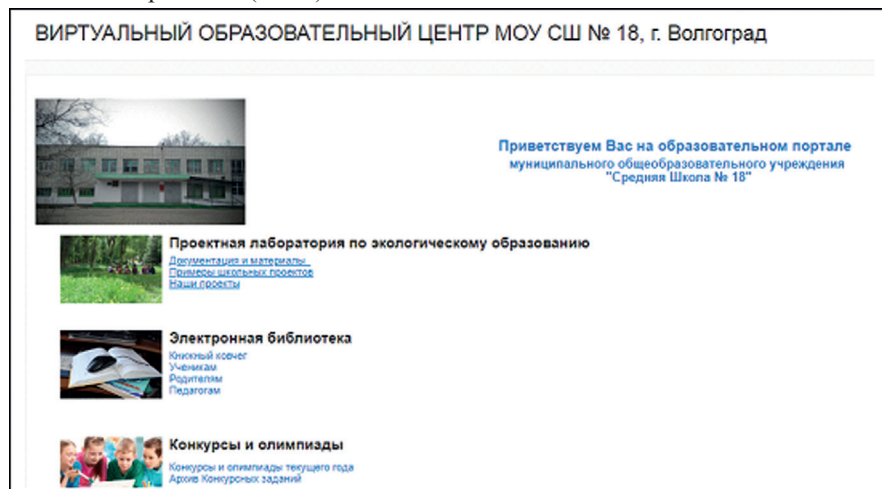 ВИРТУАЛЬНЫЙ ОБРАЗОВАТЕЛЬНЫЙ ЦЕНТР МОУ СШ № 18, г. Волгоград
Приветствуем Вас на образовательном портале
муниципального общеобразовательного учреждения
"Средняя Школа № 18"
Проектная лаборатория по экологическому образованию
Документация и материалы
Примеры школьных проектов
Наши проекты
Электронная библиотека
Книжный ковчег
Ученикам
Родителям
Педагогам
Конкурсы и олимпиады
Конкурсы и олимпиады текущего года
Архив Конкурсных заданий